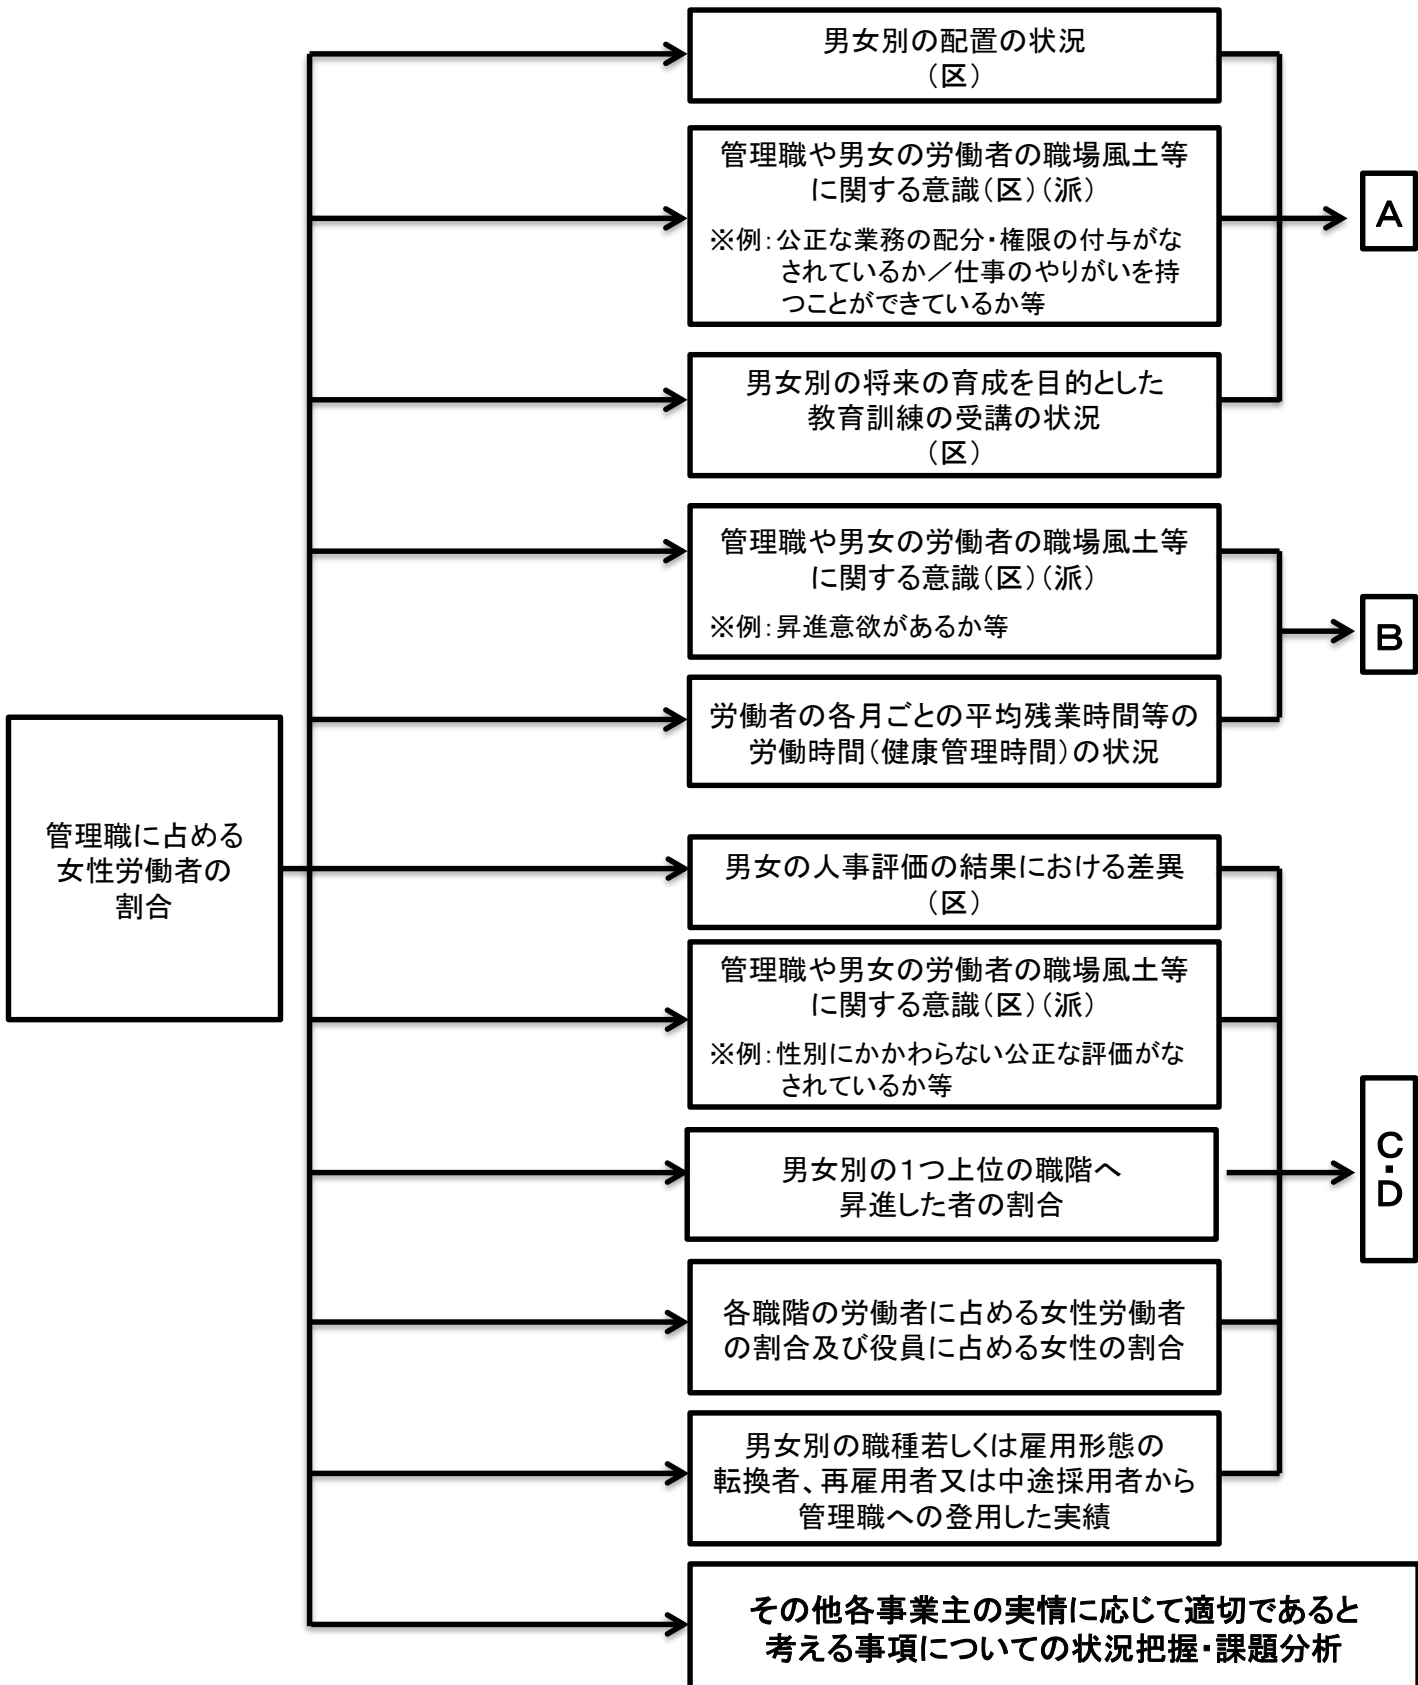 男女別の配置の状況
（区）
管理職や男女の労働者の職場風土等
に関する意識（区）（派）
※例：公正な業務の配分・権限の付与がな
されているか／仕事のやりがいを持
つことができているか等
A
男女別の将来の育成を目的とした
教育訓練の受講の状況
（区）
管理職や男女の労働者の職場風土等
に関する意識（区）（派）
※例：昇進意欲があるか等
B
労働者の各月ごとの平均残業時間等の
労働時間（健康管理時間）の状況
管理職に占める
女性労働者の
割合
男女の人事評価の結果における差異
（区）
管理職や男女の労働者の職場風土等
に関する意識（区）（派）
※例：性別にかかわらない公正な評価がな
されているか等
男女別の１つ上位の職階へ
昇進した者の割合
C・D
各職階の労働者に占める女性労働者
の割合及び役員に占める女性の割合
男女別の職種若しくは雇用形態の
転換者、再雇用者又は中途採用者から
管理職への登用した実績
その他各事業主の実情に応じて適切であると
考える事項についての状況把握・課題分析